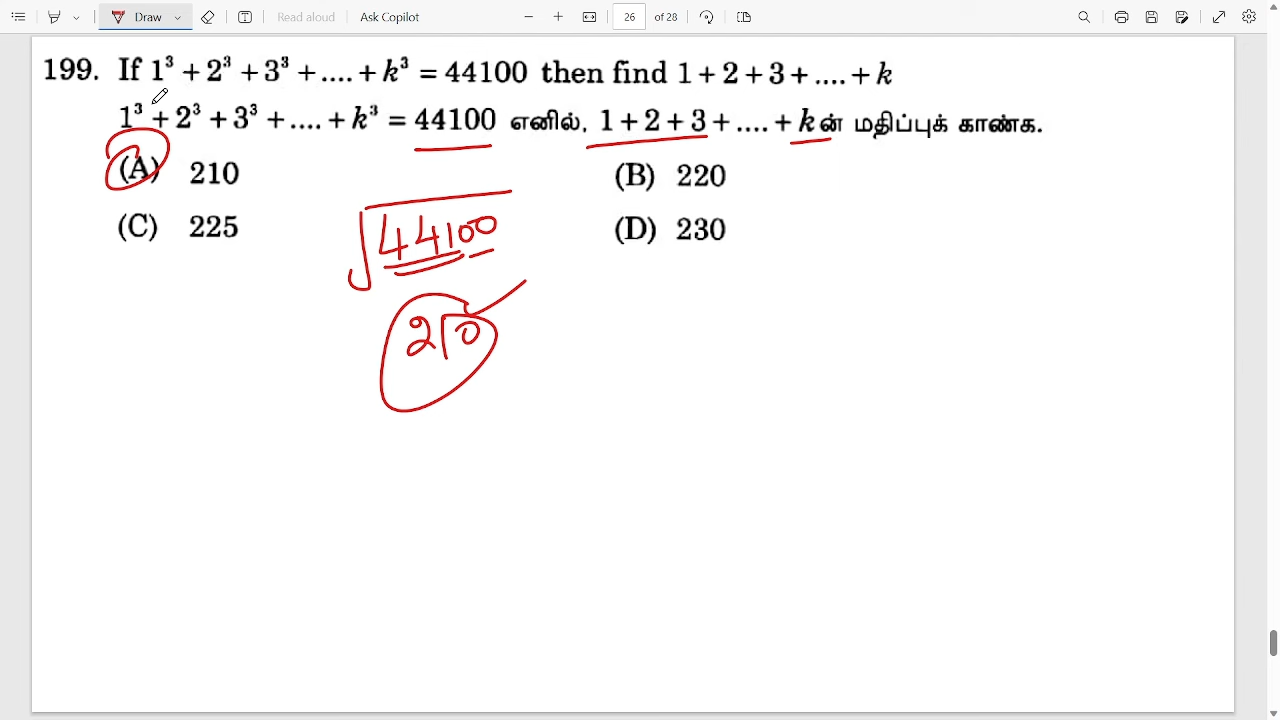 Draw
Read aloud
Ask Copilot
26
of 28
199. If 1³ + 2³ + 3³ + .... + k³ = 44100 then find 1 + 2 + 3 + .... + k
1³ + 2³ + 3³ + .... + k³ = 44100 எனில், 1 + 2 + 3 + .... + k ன் மதிப்புக் காண்க.
(A) 210
(B) 220
(C) 225
(D) 230
√44100
210